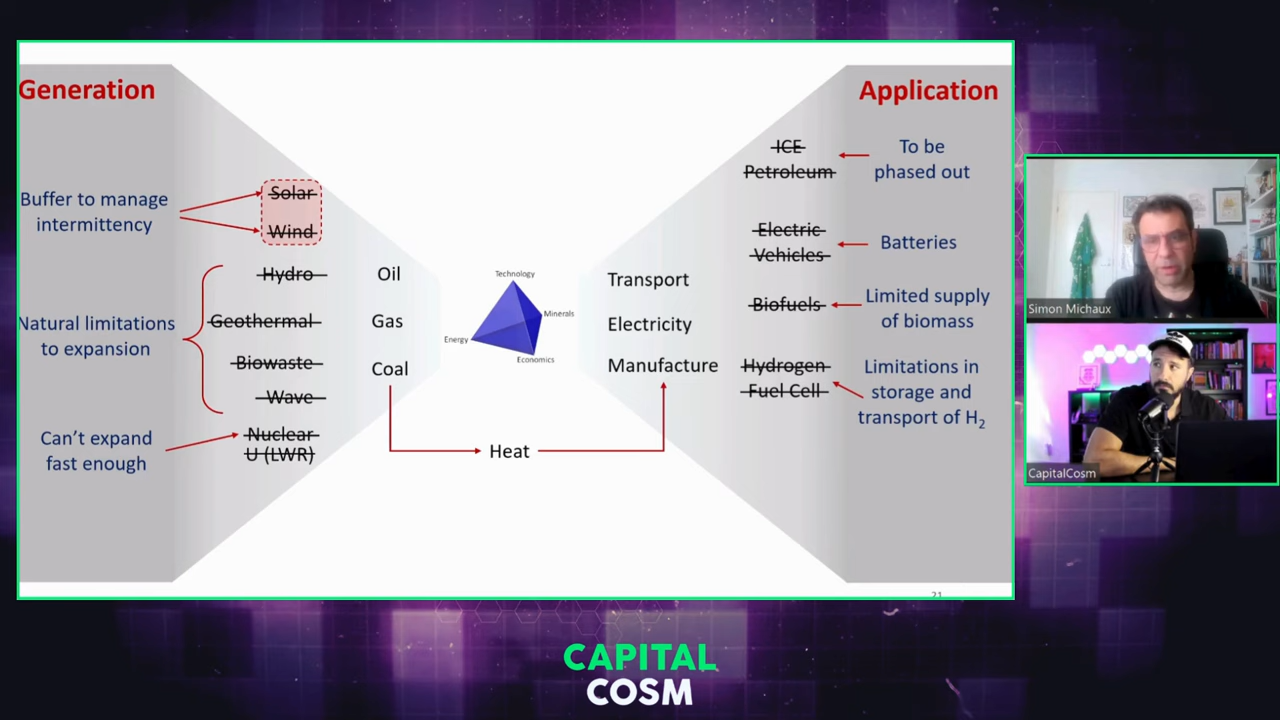 Generation
Application
Buffer to manage
intermittency
Solar
Wind
Hydro
Geothermal
Biowaste
Wave
Natural limitations
to expansion
Can't expand
fast enough
Nuclear
U (LWR)
Oil
Gas
Coal
Technology
Minerals
Energy
Economics
Heat
Transport
Electricity
Manufacture
ICE
Petroleum
To be
phased out
Electric
Vehicles
Batteries
Biofuels
Limited supply
of biomass
Hydrogen
Fuel Cell
Limitations in
storage and
transport of H₂
21
Simon Michaux
CapitalCosm
CAPITAL
COSM